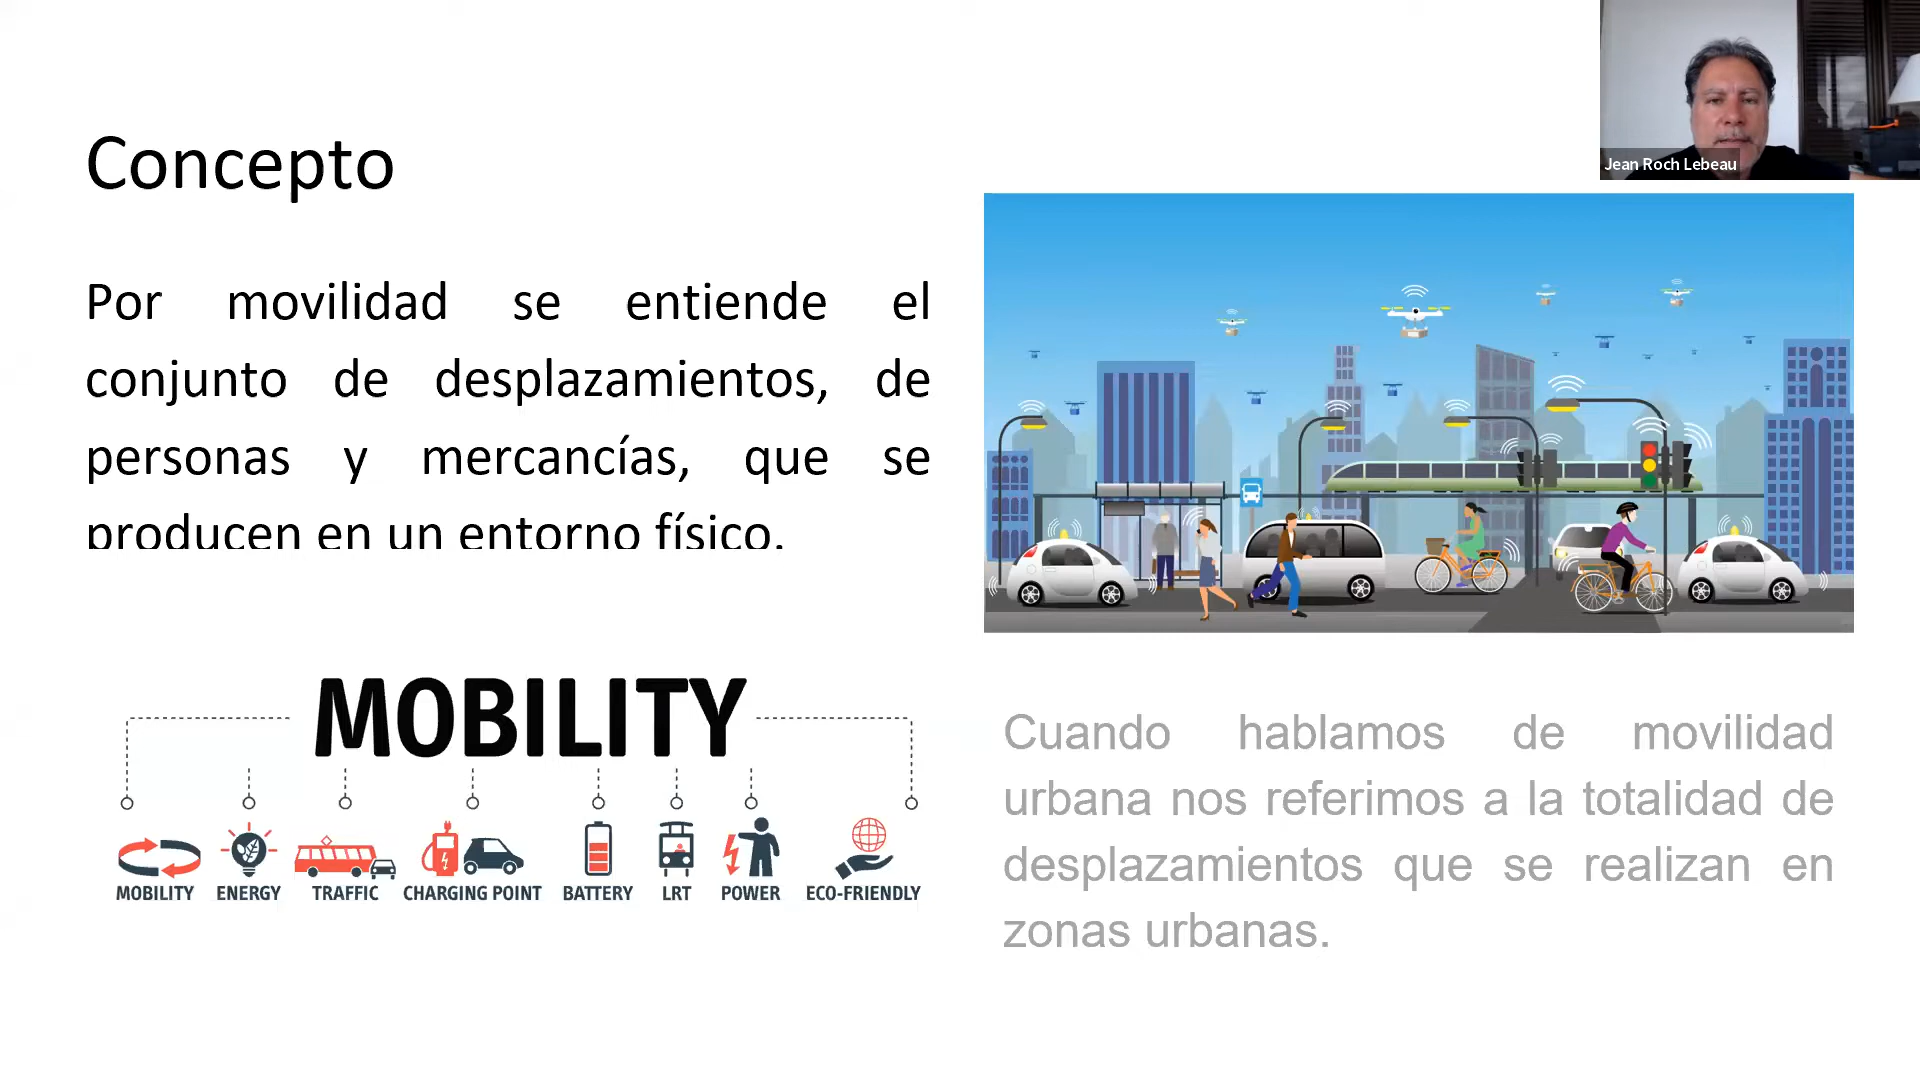 Jean Roch Lebeau
Concepto
Por movilidad se entiende el
conjunto de desplazamientos, de
personas y mercancías, que se
producen en un entorno físico.
MOBILITY
MOBILITY ENERGY TRAFFIC CHARGING POINT BATTERY LRT POWER ECO-FRIENDLY
Cuando hablamos de movilidad
urbana nos referimos a la totalidad de
desplazamientos que se realizan en
zonas urbanas.